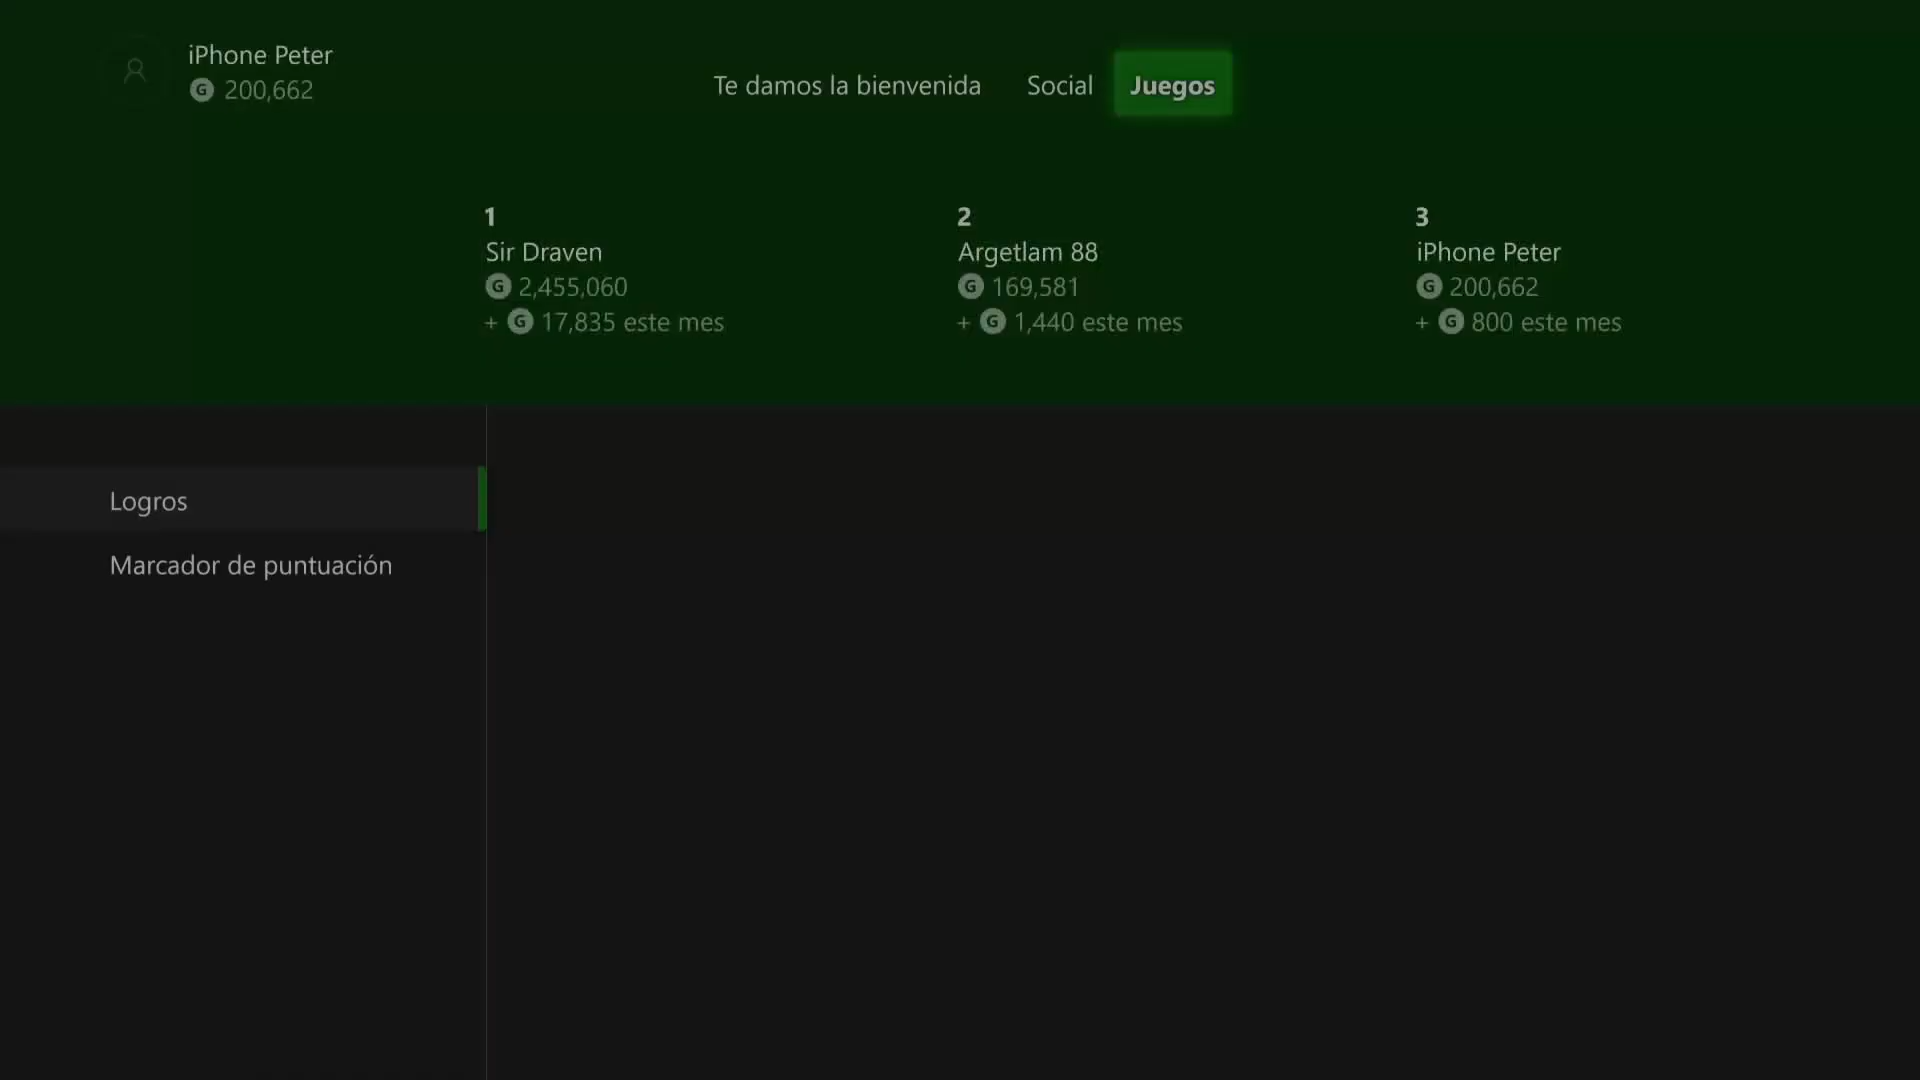 iPhone Peter
G 200,662
Te damos la bienvenida Social Juegos
1
Sir Draven
G 2,455,060
+ G 17,835 este mes
2
Argetlam 88
G 169,581
+ G 1,440 este mes
3
iPhone Peter
G 200,662
+ G 800 este mes
Logros
Marcador de puntuación